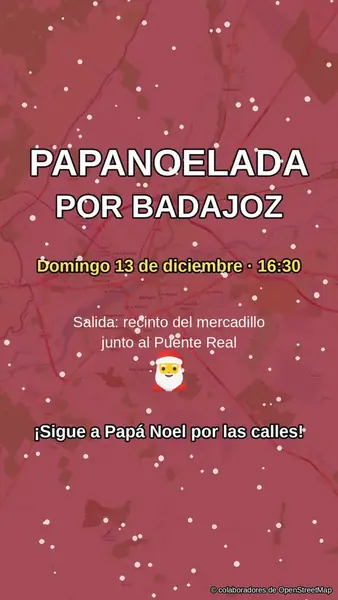 PAPANOELADA
POR BADAJOZ
Domingo 13 de diciembre · 16:30
Salida: recinto del mercadillo
junto al Puente Real
¡Sigue a Papá Noel por las calles!
© colaboradores de OpenStreetMap